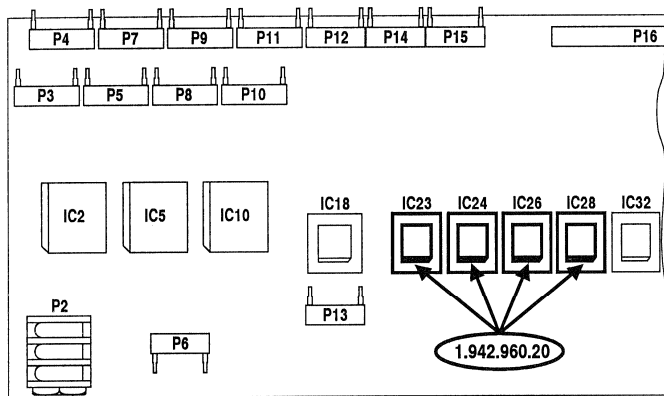 P4 P7 P9 P11 P12 P14 P15 P16
P3 P5 P8 P10
IC18 IC23 IC24 IC26 IC28 IC32
IC2 IC5 IC10
P2
P13
P6
1.942.960.20